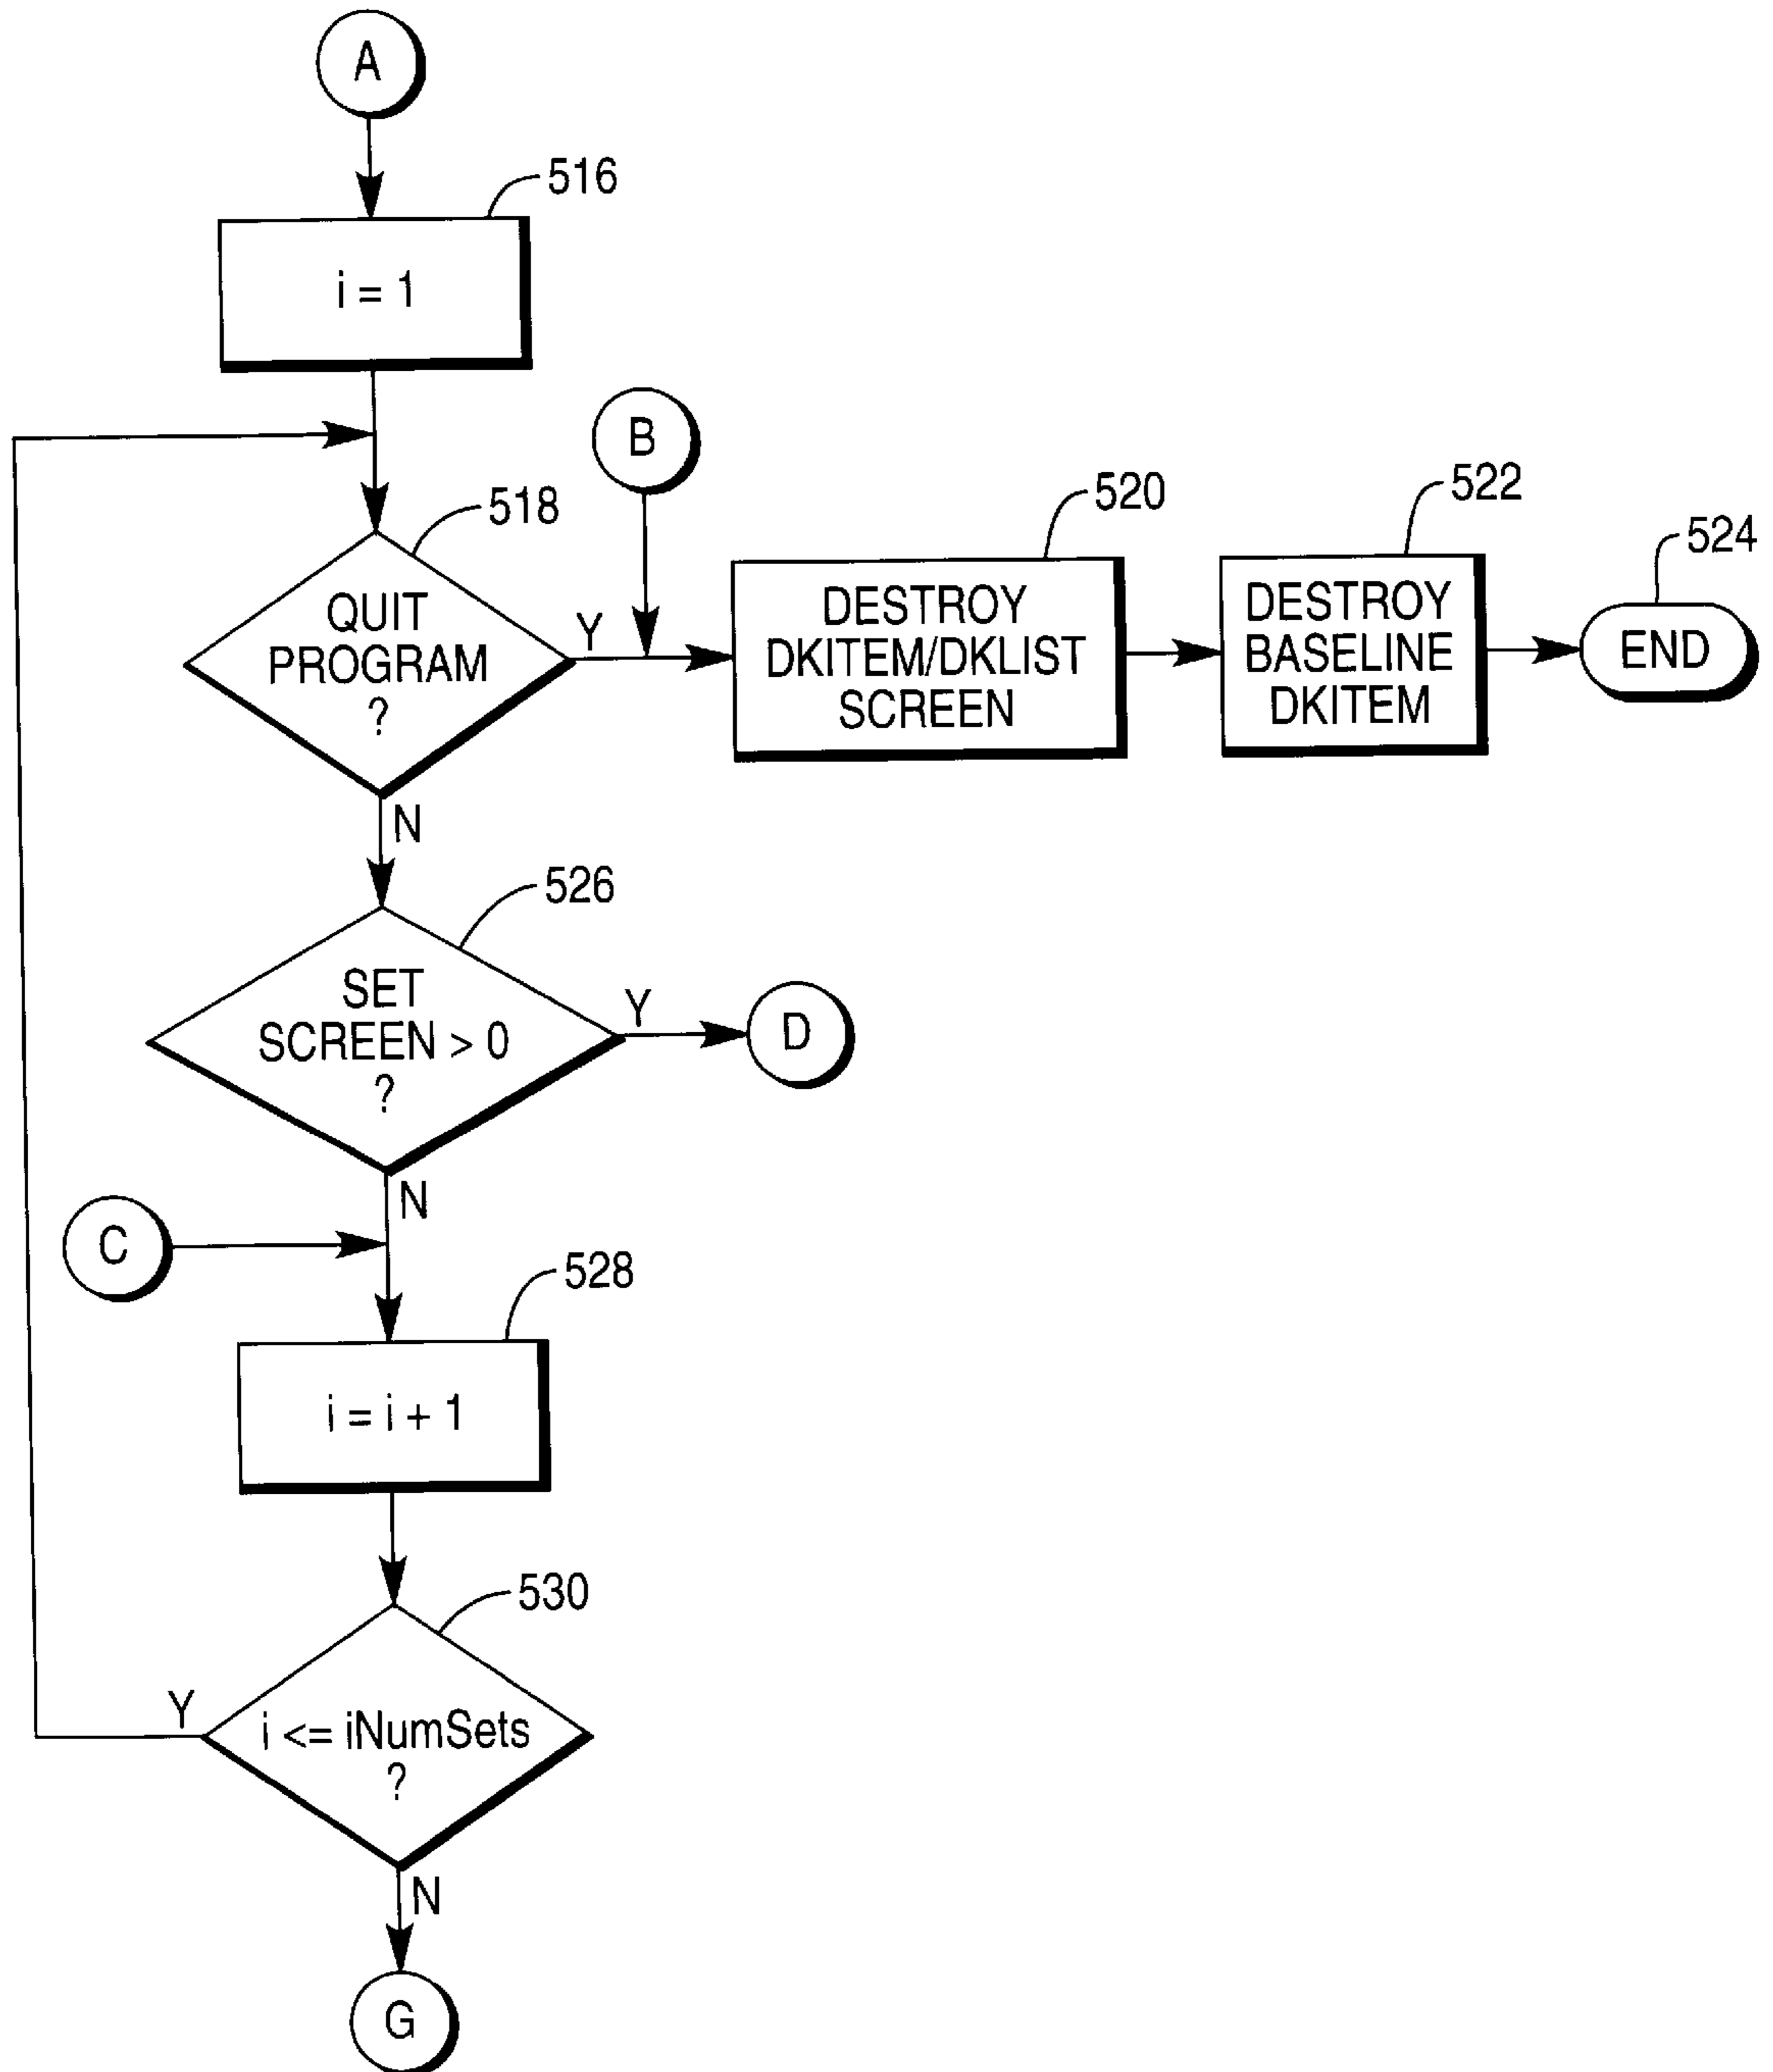 A
516
i = 1
B
518
520
522
524
QUIT
PROGRAM
?
Y
DESTROY
DKITEM/DKLIST
SCREEN
DESTROY
BASELINE
DKITEM
END
N
526
SET
SCREEN > 0
?
Y
D
N
C
528
i = i + 1
530
Y
i <= iNumSets
?
N
G